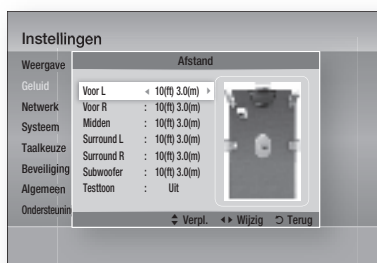 Instellingen
Weergave
Geluid
Netwerk
Systeem
Taalkeuze
Beveiliging
Algemeen
Ondersteunin
Afstand
Voor L ◀ 10(ft) 3.0(m) ▶
Voor R : 10(ft) 3.0(m)
Midden : 10(ft) 3.0(m)
Surround L : 10(ft) 3.0(m)
Surround R : 10(ft) 3.0(m)
Subwoofer : 10(ft) 3.0(m)
Testtoon : Uit
Verpl. Wijzig Terug